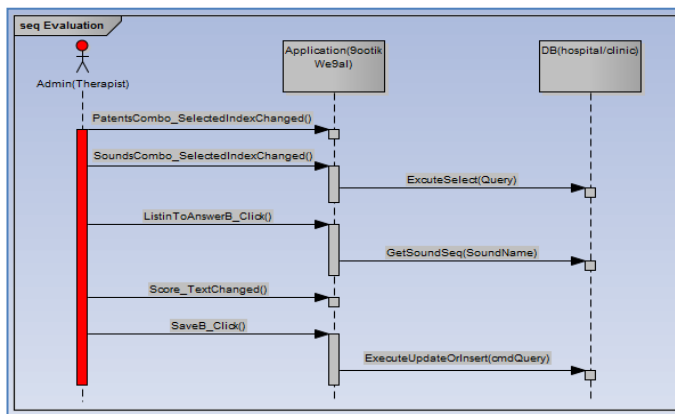 seq Evaluation
Admin(Therapist)
Application(9ootik
We9al)
DB(hospital/clinic)
PatentsCombo_SelectedIndexChanged()
SoundsCombo_SelectedIndexChanged()
ExcuteSelect(Query)
ListinToAnswerB_Click()
GetSoundSeq(SoundName)
Score_TextChanged()
SaveB_Click()
ExecuteUpdateOrInsert(cmdQuery)